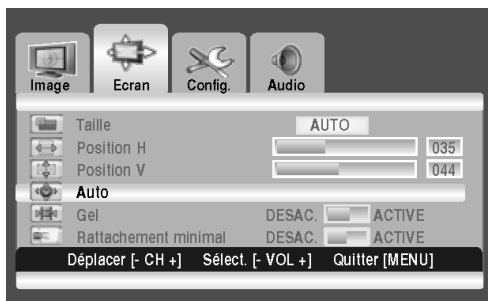 Image Ecran Config. Audio
Taille AUTO
Position H 035
Position V 044
Auto
Gel DESAC. ACTIVE
Rattachement minimal DESAC. ACTIVE
Déplacer [- CH +] Sélect. [- VOL +] Quitter [MENU]